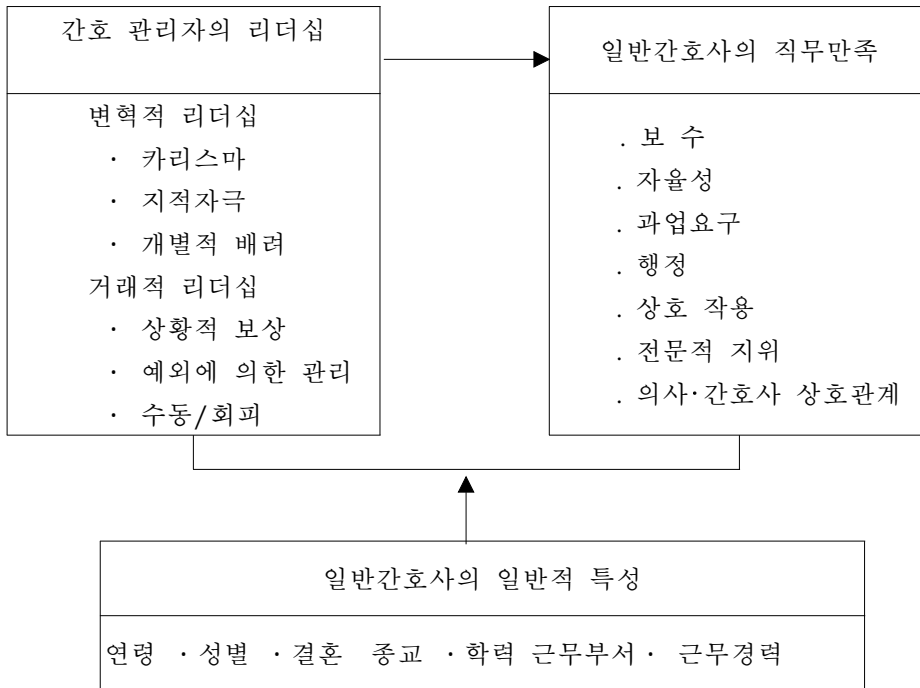 간호 관리자의 리더십
변혁적 리더십
· 카리스마
· 지적자극
· 개별적 배려
거래적 리더십
· 상황적 보상
· 예외에 의한 관리
· 수동/회피
일반간호사의 직무만족
. 보 수
. 자율성
. 과업요구
. 행정
. 상호 작용
. 전문적 지위
. 의사·간호사 상호관계
일반간호사의 일반적 특성
연령 ·성별 ·결혼 종교 ·학력 근무부서· 근무경력